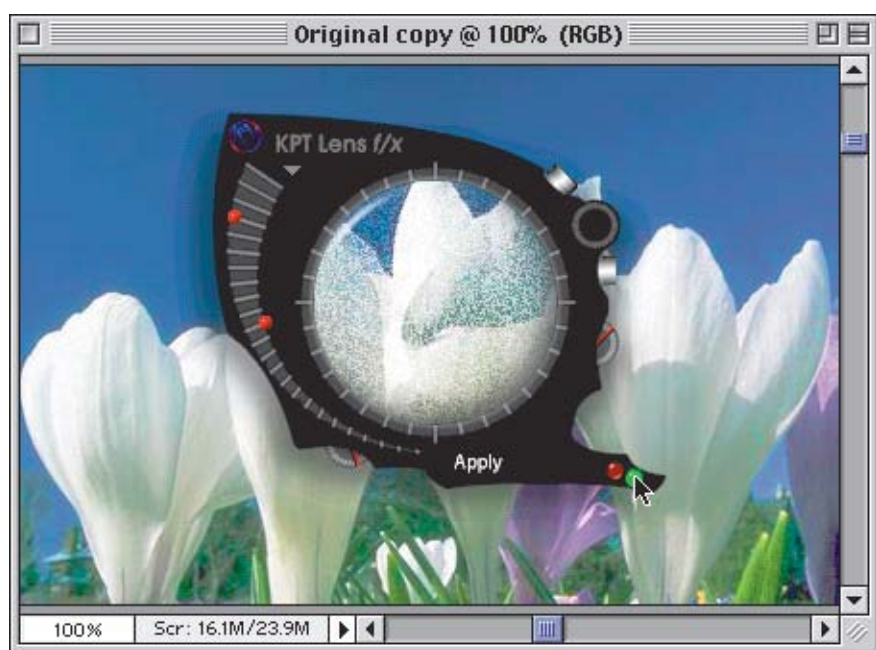 Original copy @ 100% (RGB)
KPT Lens f/x
Apply
100%
Scr: 16.1M/23.9M